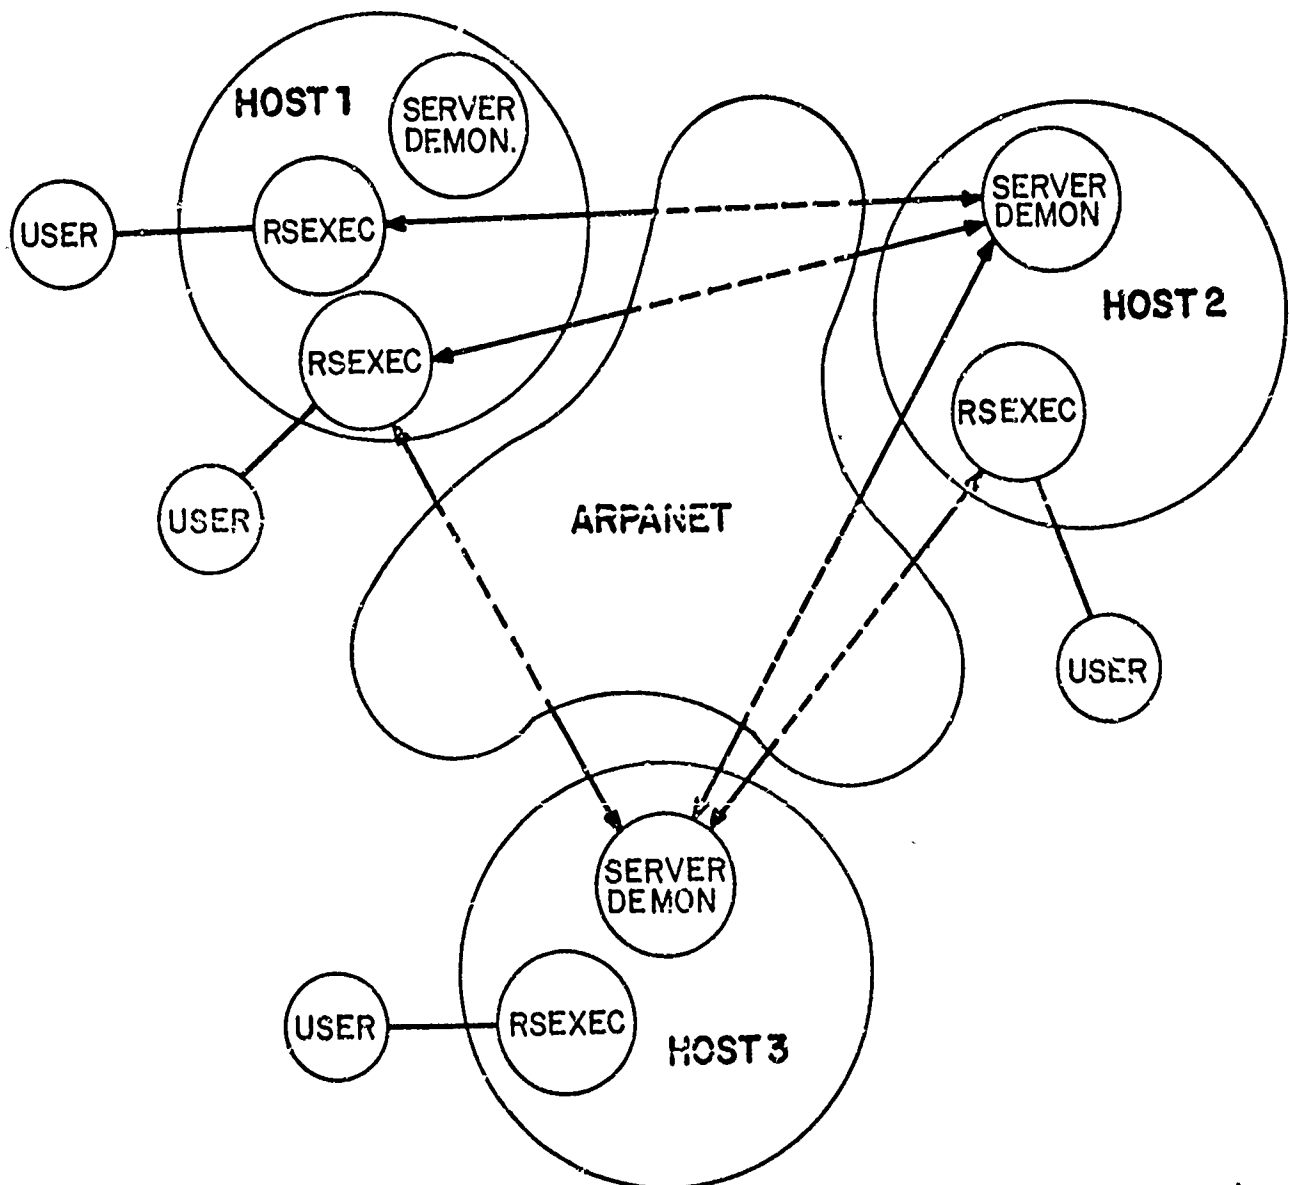 HOST 1
SERVER
DEMON.
USER
RSEXEC
RSEXEC
USER
SERVER
DEMON
HOST 2
RSEXEC
USER
ARPANET
SERVER
DEMON
USER
RSEXEC
HOST 3